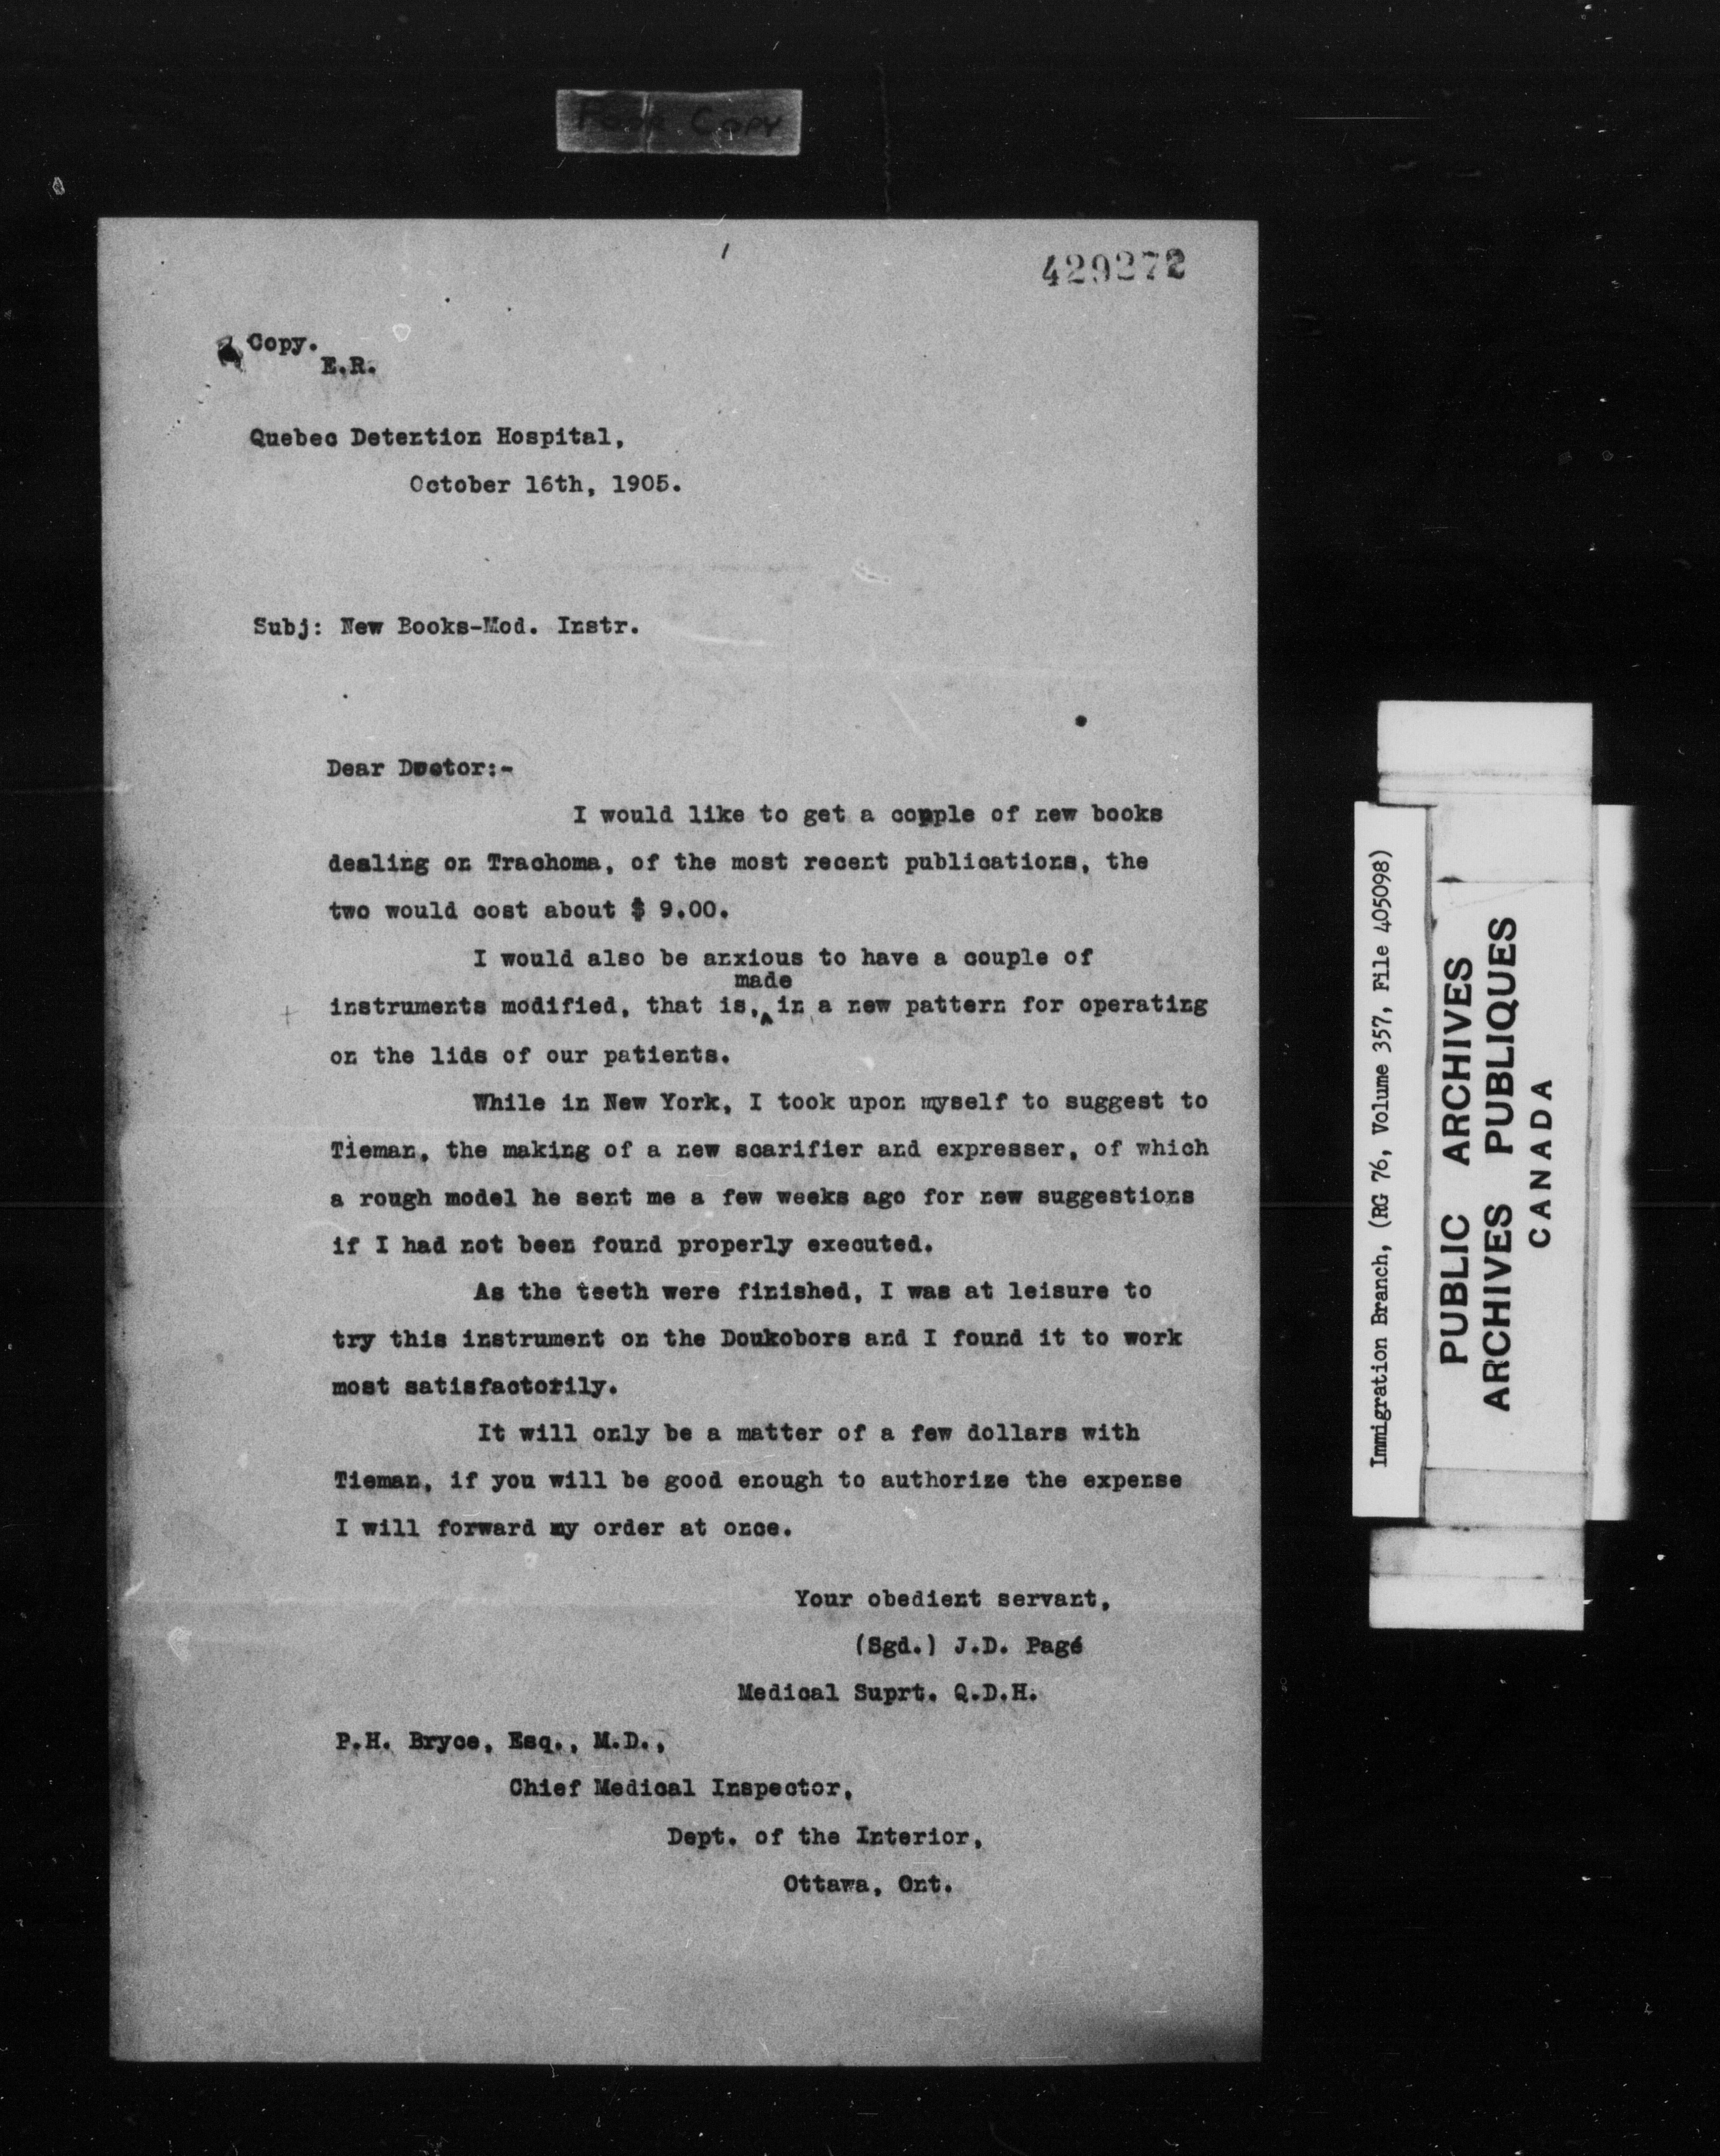 Poor Copy
429272
Copy.
E.R.
Quebec Detention Hospital,
October 16th, 1905.
Subj: New Books-Mod. Instr.
Dear Doctor:-
I would like to get a couple of new books
dealing on Trachoma, of the most recent publications, the
two would cost about $ 9.00.
I would also be anxious to have a couple of
made
instruments modified, that is, in a new pattern for operating
on the lids of our patients.
While in New York, I took upon myself to suggest to
Tieman, the making of a new scarifier and expresser, of which
a rough model he sent me a few weeks ago for new suggestions
if I had not been found properly executed.
As the teeth were finished, I was at leisure to
try this instrument on the Doukobors and I found it to work
most satisfactorily.
It will only be a matter of a few dollars with
Tieman, if you will be good enough to authorize the expense
I will forward my order at once.
Your obedient servant,
(Sgd.) J.D. Pagé
Medical Suprt. Q.D.H.
P.H. Bryce, Esq., M.D.,
Chief Medical Inspector,
Dept. of the Interior,
Ottawa, Ont.
Immigration Branch, (RG 76, Volume 357, File 405098)
PUBLIC ARCHIVES
ARCHIVES PUBLIQUES
CANADA